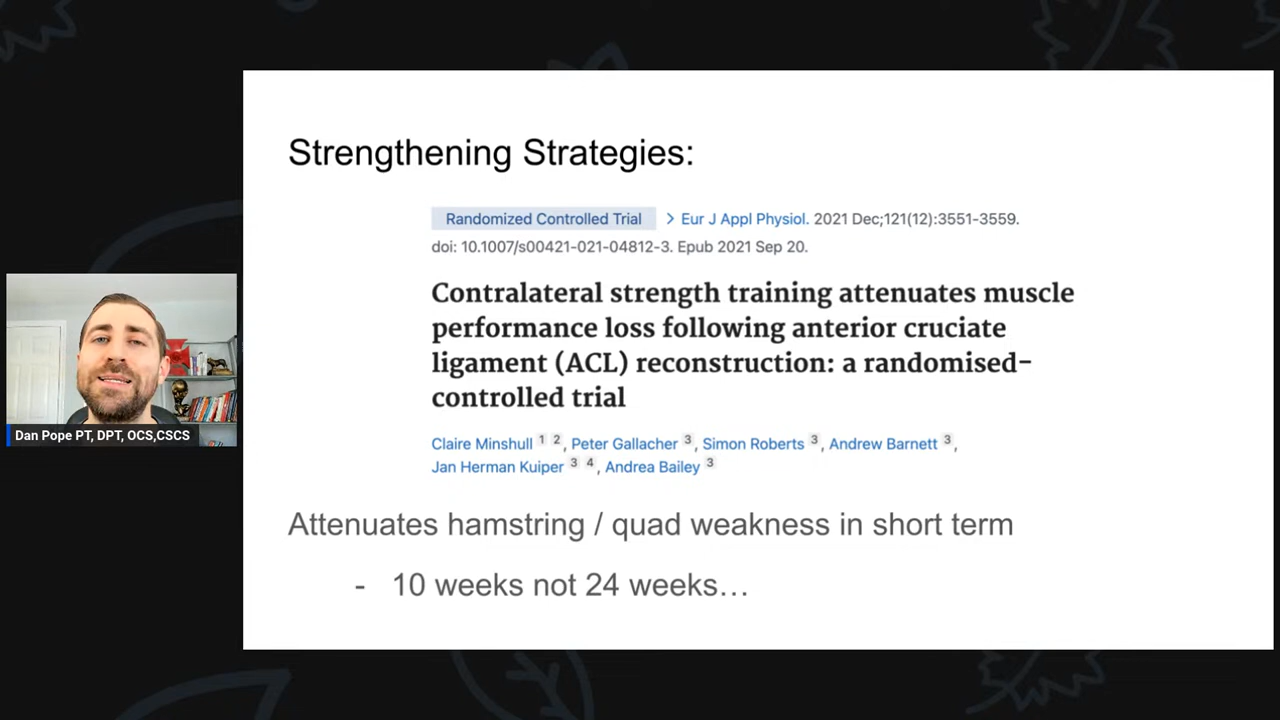 Strengthening Strategies:
Randomized Controlled Trial > Eur J Appl Physiol. 2021 Dec;121(12):3551-3559.
doi: 10.1007/s00421-021-04812-3. Epub 2021 Sep 20.
Contralateral strength training attenuates muscle
performance loss following anterior cruciate
ligament (ACL) reconstruction: a randomised-
controlled trial
Claire Minshull 1 2, Peter Gallacher 3, Simon Roberts 3, Andrew Barnett 3,
Jan Herman Kuiper 3 4, Andrea Bailey 3
Attenuates hamstring / quad weakness in short term
- 10 weeks not 24 weeks…
Dan Pope PT, DPT, OCS,CSCS